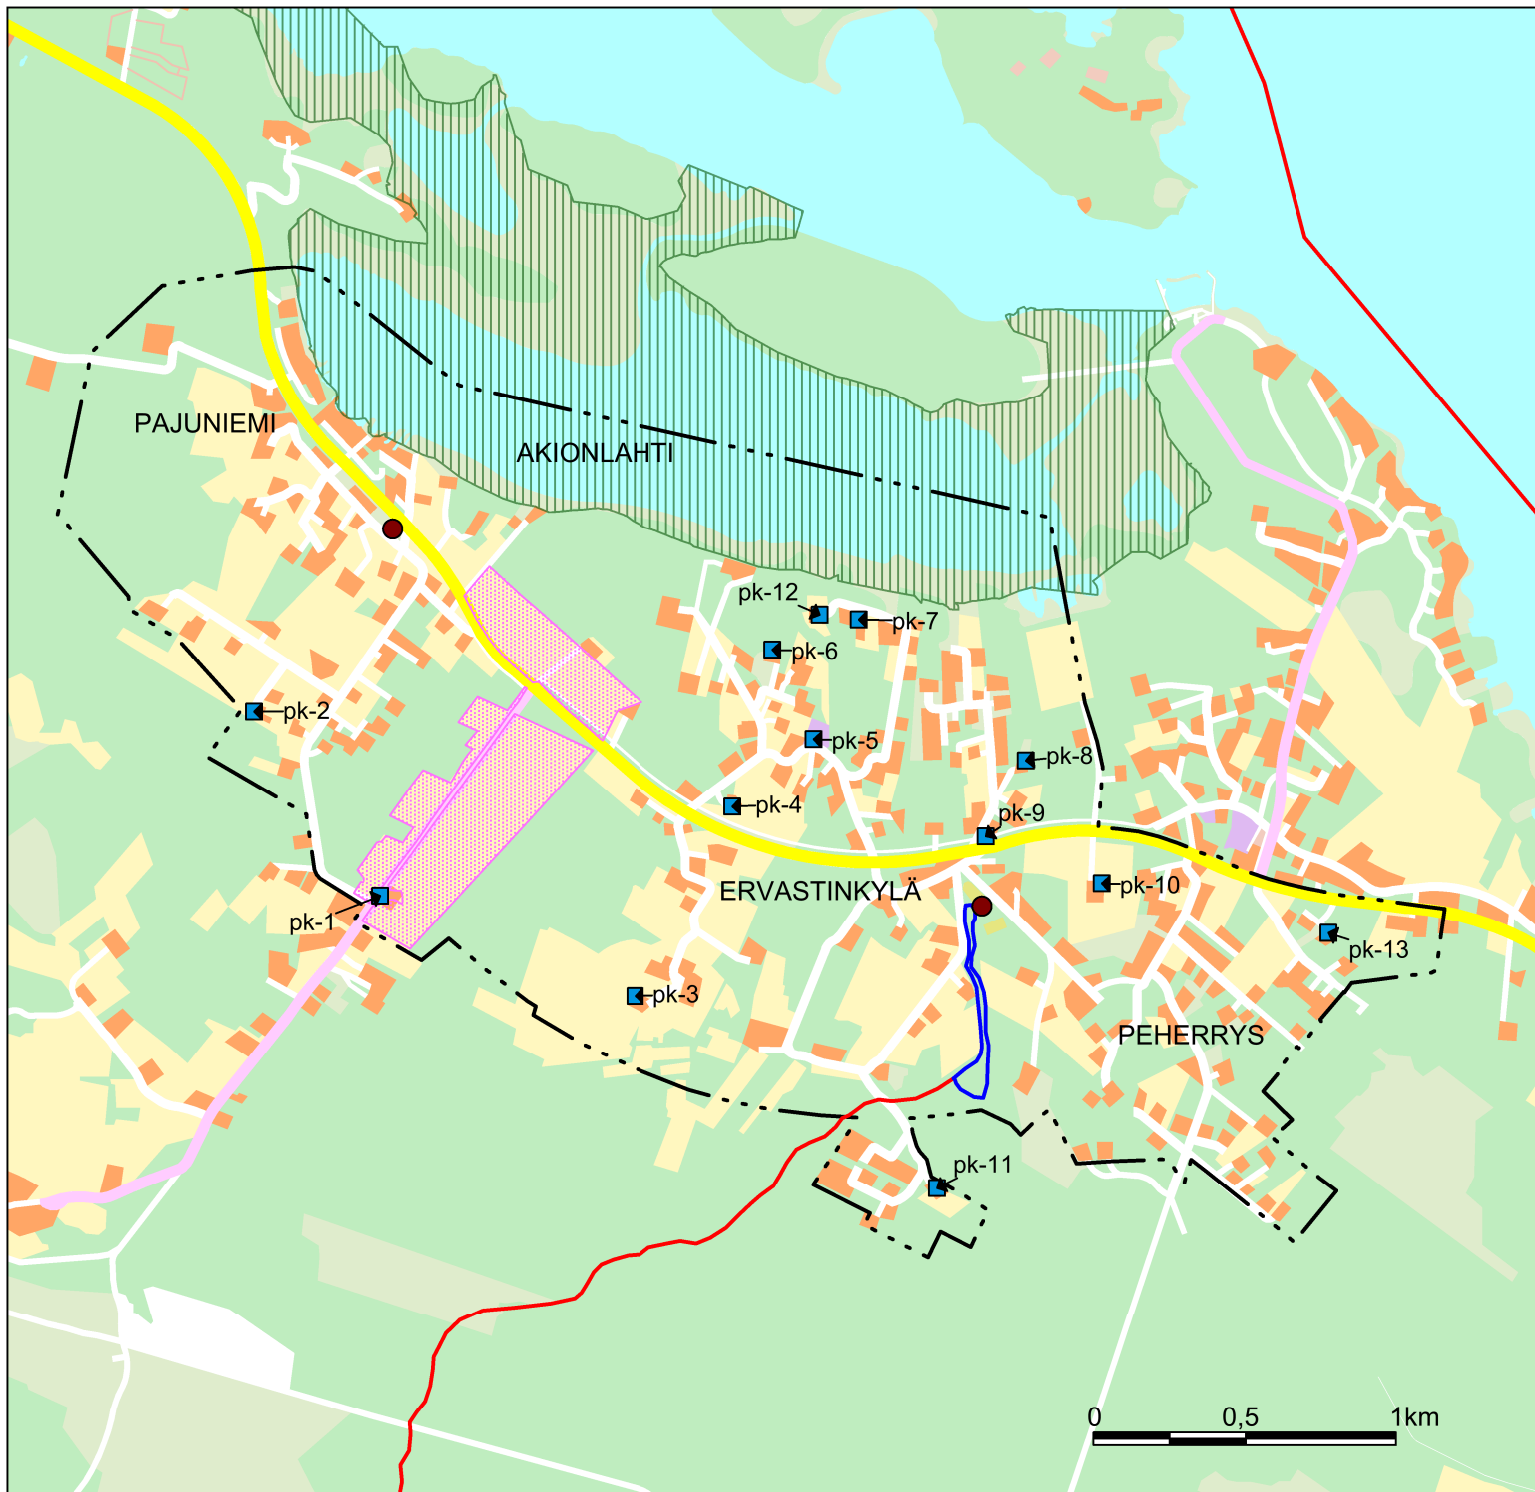 PAJUNIEMI
AKIONLAHTI
pk-12
pk-7
pk-6
pk-2
pk-5
pk-8
pk-4
pk-9
ERVASTINKYLÄ
pk-10
pk-1
pk-13
pk-3
PEHERRYS
pk-11
0 0,5 1km